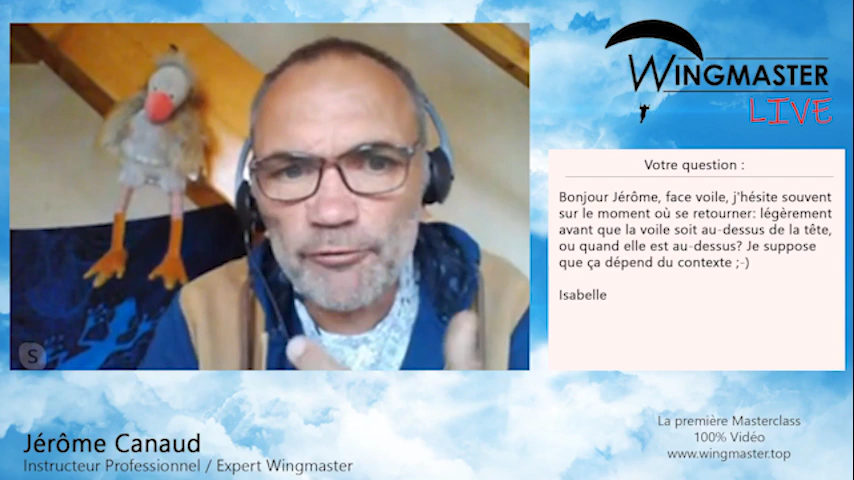 WINGMASTER
LIVE
Votre question :
Bonjour Jérôme, face voile, j'hésite souvent
sur le moment où se retourner: légèrement
avant que la voile soit au-dessus de la tête,
ou quand elle est au-dessus? Je suppose
que ça dépend du contexte ;-)
Isabelle
S
Jérôme Canaud
Instructeur Professionnel / Expert Wingmaster
La première Masterclass
100% Vidéo
www.wingmaster.top